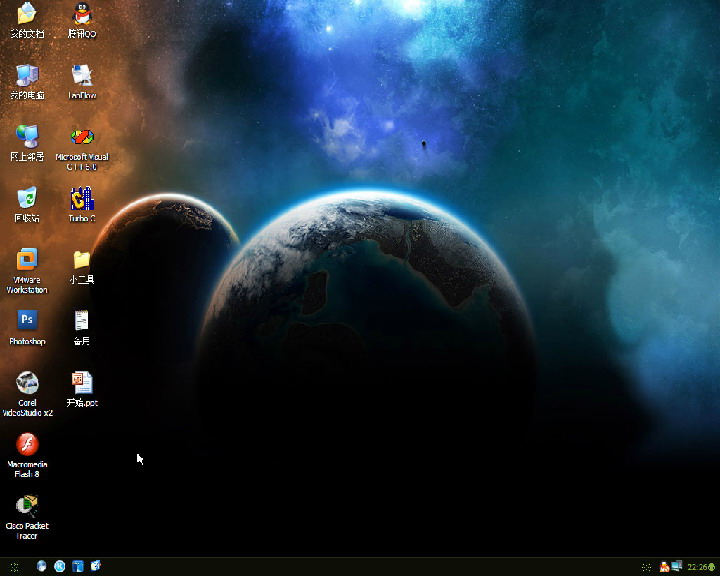 我的文档
腾讯QQ
我的电脑
LanFlow
网上邻居
Microsoft Visual
C++ 6.0
回收站
Turbo C
VMware
Workstation
小工具
Ps
Photoshop
备用
Corel
VideoStudio x2
开始.ppt
Macromedia
Flash 8
Cisco Packet
Tracer
22:26